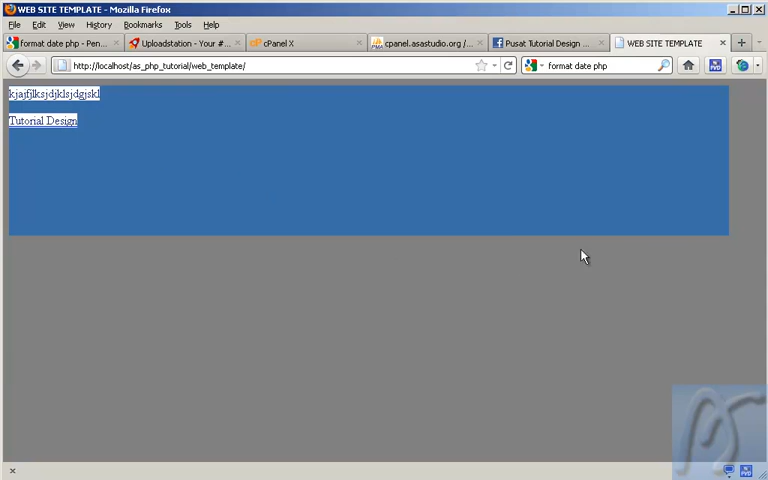 WEB SITE TEMPLATE - Mozilla Firefox
File Edit View History Bookmarks Tools Help
format date php - Pen...
Uploadstation - Your #...
cPanel X
cpanel.asastudio.org / ...
Pusat Tutorial Design ...
WEB SITE TEMPLATE
http://localhost/as_php_tutorial/web_template/
format date php
Tutorial Design